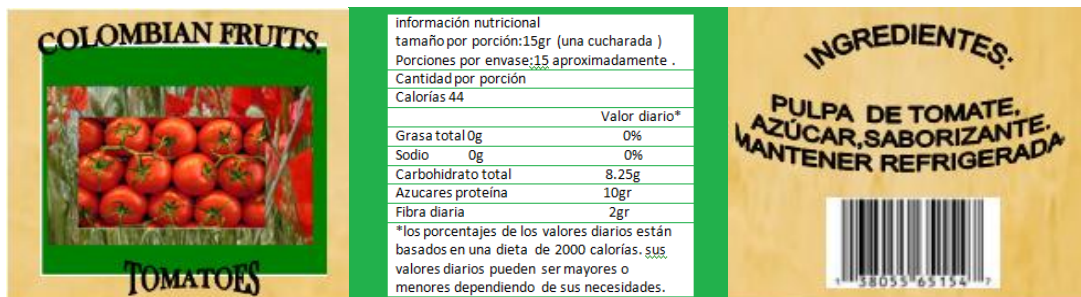 COLOMBIAN FRUITS.
TOMATOES
información nutricional
tamaño por porción:15gr (una cucharada )
Porciones por envase:15 aproximadamente .
Cantidad por porción
Calorías 44
Valor diario*
Grasa total 0g 0%
Sodio 0g 0%
Carbohidrato total 8.25g
Azucares proteína 10gr
Fibra diaria 2gr
*los porcentajes de los valores diarios están
basados en una dieta de 2000 calorías. sus
valores diarios pueden ser mayores o
menores dependiendo de sus necesidades.
INGREDIENTES:
PULPA DE TOMATE,
AZÚCAR,SABORIZANTE.
MANTENER REFRIGERADA
1 38055 65154 7